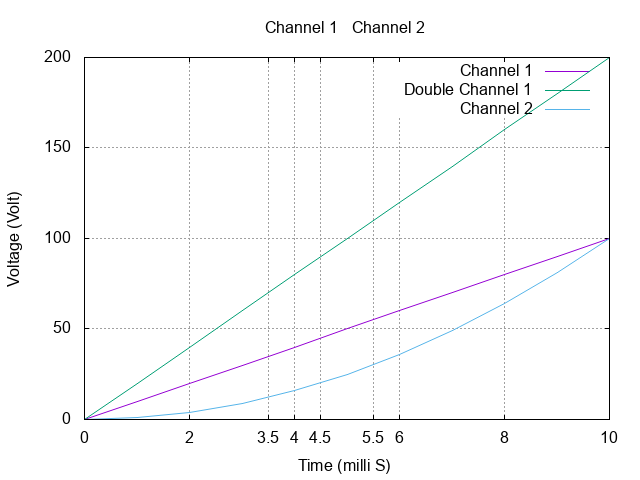 Channel 1   Channel 2
200
150
100
50
0
Voltage (Volt)
Channel 1
Double Channel 1
Channel 2
0 2 3.5 4 4.5 5.5 6 8 10
Time (milli S)